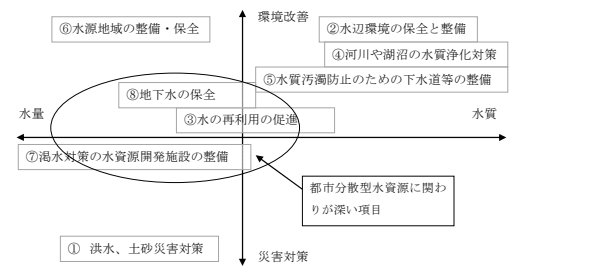 環境改善
⑥水源地域の整備・保全
②水辺環境の保全と整備
④河川や湖沼の水質浄化対策
⑤水質汚濁防止のための下水道等の整備
⑧地下水の保全
水量
③水の再利用の促進
水質
⑦渇水対策の水資源開発施設の整備
都市分散型水資源に関わ
りが深い項目
① 洪水、土砂災害対策
災害対策